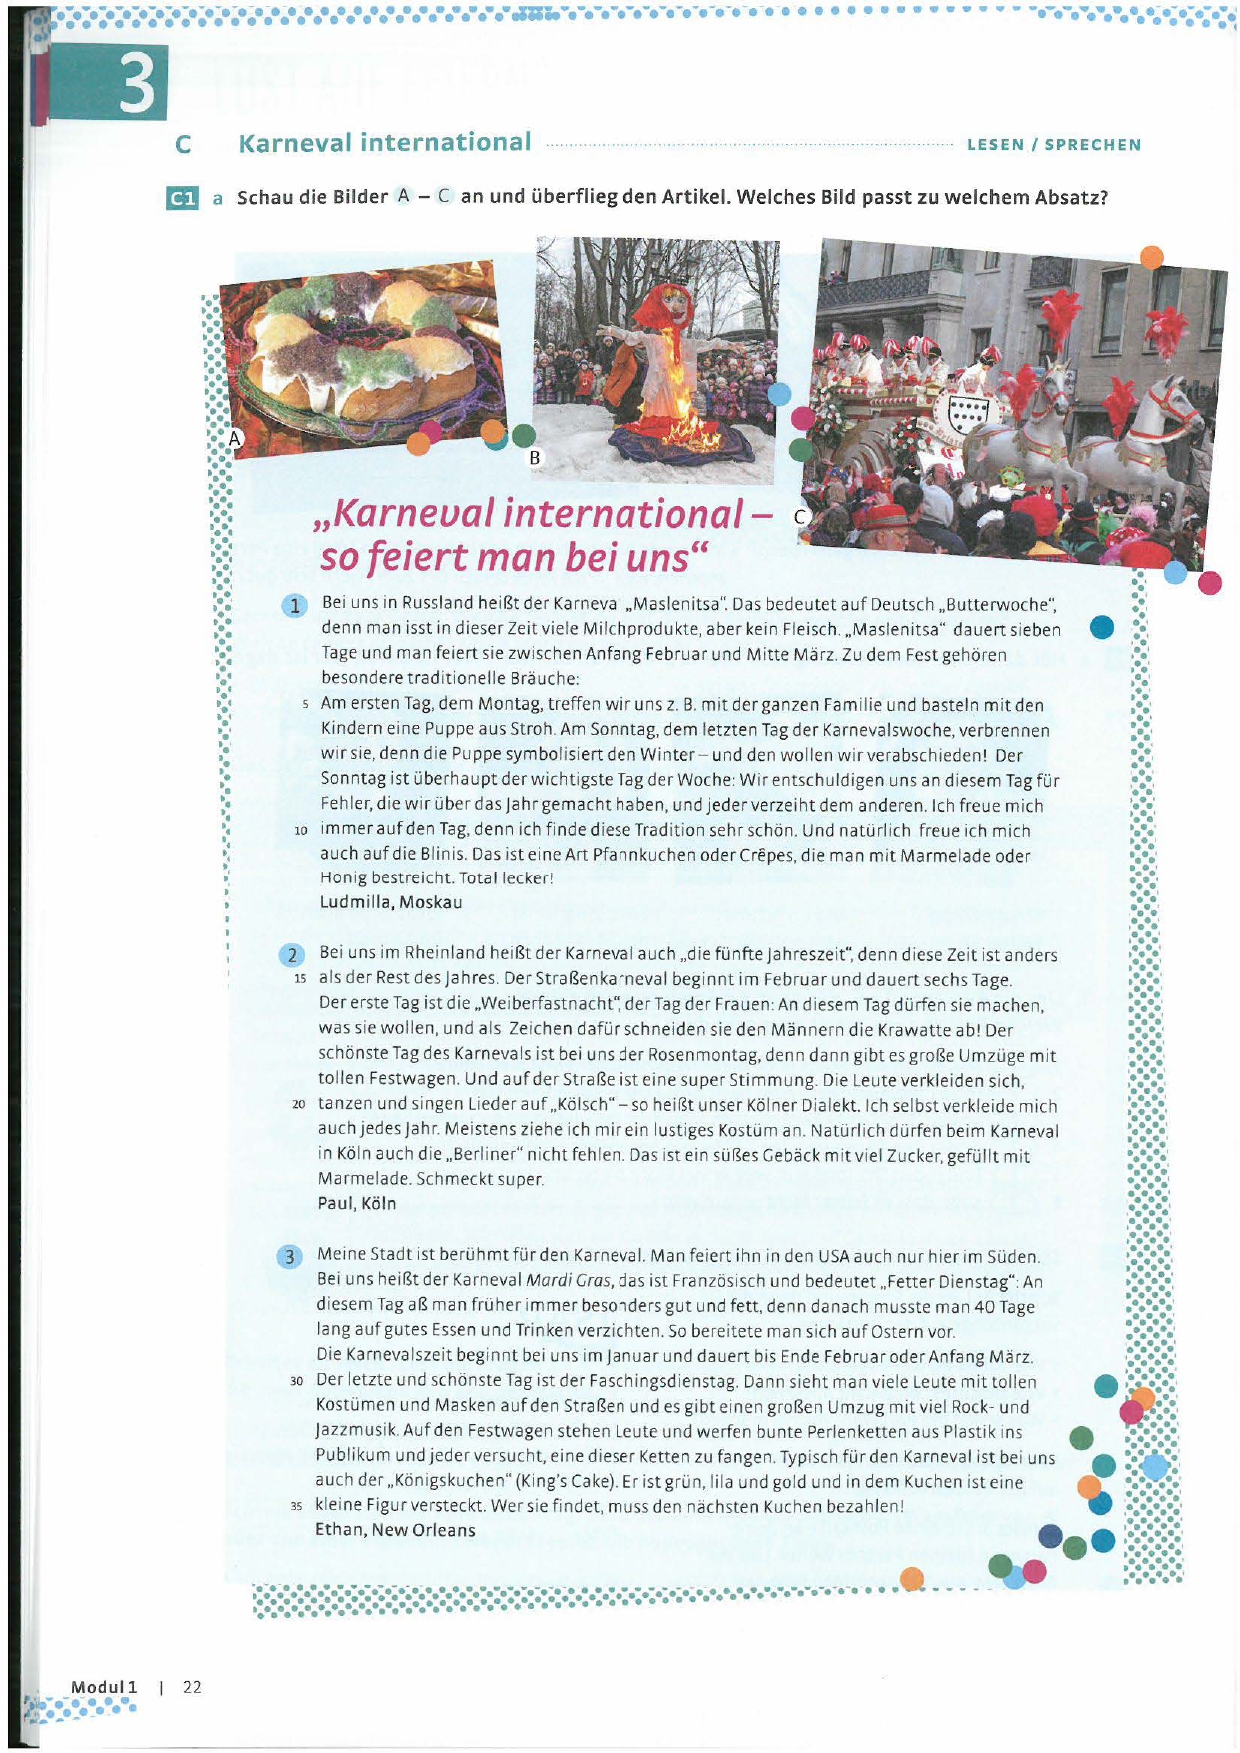 3
C Karneval international LESEN / SPRECHEN
C1 a Schau die Bilder A – C an und überflieg den Artikel. Welches Bild passt zu welchem Absatz?
A
B
C
„Karneval international –
so feiert man bei uns“
1 Bei uns in Russland heißt der Karneva „Maslenitsa“. Das bedeutet auf Deutsch „Butterwoche“,
denn man isst in dieser Zeit viele Milchprodukte, aber kein Fleisch. „Maslenitsa“ dauert sieben
Tage und man feiert sie zwischen Anfang Februar und Mitte März. Zu dem Fest gehören
besondere traditionelle Bräuche:
5 Am ersten Tag, dem Montag, treffen wir uns z. B. mit der ganzen Familie und basteln mit den
Kindern eine Puppe aus Stroh. Am Sonntag, dem letzten Tag der Karnevalswoche, verbrennen
wir sie, denn die Puppe symbolisiert den Winter – und den wollen wir verabschieden! Der
Sonntag ist überhaupt der wichtigste Tag der Woche: Wir entschuldigen uns an diesem Tag für
Fehler, die wir über das Jahr gemacht haben, und jeder verzeiht dem anderen. Ich freue mich
10 immer auf den Tag, denn ich finde diese Tradition sehr schön. Und natürlich freue ich mich
auch auf die Blinis. Das ist eine Art Pfannkuchen oder Crêpes, die man mit Marmelade oder
Honig bestreicht. Total lecker!
Ludmilla, Moskau
2 Bei uns im Rheinland heißt der Karneval auch „die fünfte Jahreszeit“, denn diese Zeit ist anders
15 als der Rest des Jahres. Der Straßenkarneval beginnt im Februar und dauert sechs Tage.
Der erste Tag ist die „Weiberfastnacht“, der Tag der Frauen: An diesem Tag dürfen sie machen,
was sie wollen, und als Zeichen dafür schneiden sie den Männern die Krawatte ab! Der
schönste Tag des Karnevals ist bei uns der Rosenmontag, denn dann gibt es große Umzüge mit
tollen Festwagen. Und auf der Straße ist eine super Stimmung. Die Leute verkleiden sich,
20 tanzen und singen Lieder auf „Kölsch“ – so heißt unser Kölner Dialekt. Ich selbst verkleide mich
auch jedes Jahr. Meistens ziehe ich mir ein lustiges Kostüm an. Natürlich dürfen beim Karneval
in Köln auch die „Berliner“ nicht fehlen. Das ist ein süßes Gebäck mit viel Zucker, gefüllt mit
Marmelade. Schmeckt super.
Paul, Köln
3 Meine Stadt ist berühmt für den Karneval. Man feiert ihn in den USA auch nur hier im Süden.
Bei uns heißt der Karneval Mardi Gras, das ist Französisch und bedeutet „Fetter Dienstag“: An
diesem Tag aß man früher immer besonders gut und fett, denn danach musste man 40 Tage
lang auf gutes Essen und Trinken verzichten. So bereitete man sich auf Ostern vor.
Die Karnevalszeit beginnt bei uns im Januar und dauert bis Ende Februar oder Anfang März.
30 Der letzte und schönste Tag ist der Faschingsdienstag. Dann sieht man viele Leute mit tollen
Kostümen und Masken auf den Straßen und es gibt einen großen Umzug mit viel Rock- und
Jazzmusik. Auf den Festwagen stehen Leute und werfen bunte Perlenketten aus Plastik ins
Publikum und jeder versucht, eine dieser Ketten zu fangen. Typisch für den Karneval ist bei uns
auch der „Königskuchen“ (King's Cake). Er ist grün, lila und gold und in dem Kuchen ist eine
35 kleine Figur versteckt. Wer sie findet, muss den nächsten Kuchen bezahlen!
Ethan, New Orleans
Modul 1 | 22